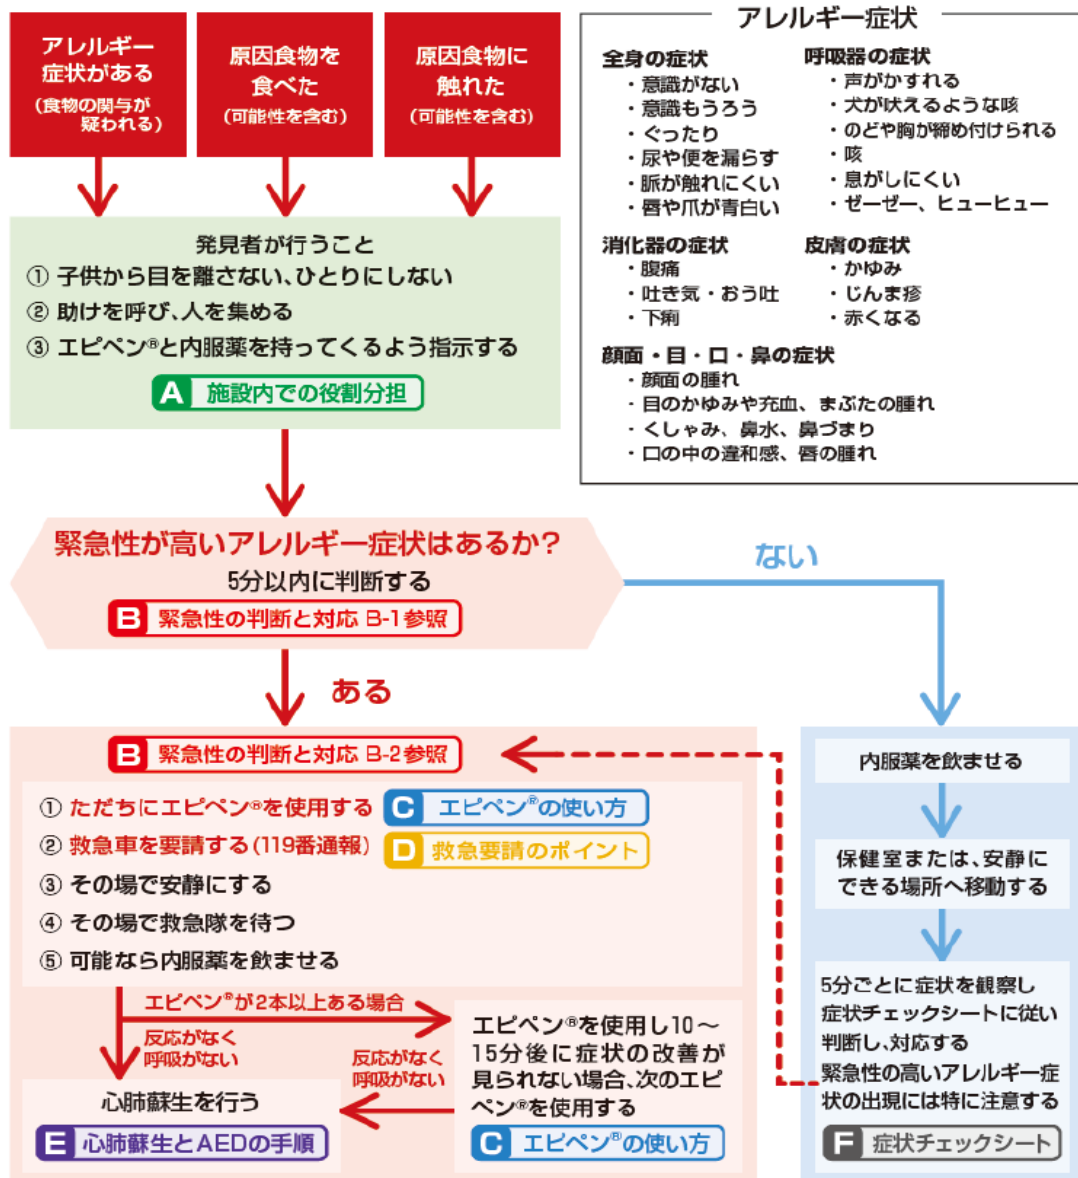 アレルギー
症状がある
(食物の関与が
疑われる)
原因食物を
食べた
(可能性を含む)
原因食物に
触れた
(可能性を含む)
アレルギー症状
全身の症状
・意識がない
・意識もうろう
・ぐったり
・尿や便を漏らす
・脈が触れにくい
・唇や爪が青白い
呼吸器の症状
・声がかすれる
・犬が吠えるような咳
・のどや胸が締め付けられる
・咳
・息がしにくい
・ゼーゼー、ヒューヒュー
消化器の症状
・腹痛
・吐き気・おう吐
・下痢
皮膚の症状
・かゆみ
・じんま疹
・赤くなる
顔面・目・口・鼻の症状
・顔面の腫れ
・目のかゆみや充血、まぶたの腫れ
・くしゃみ、鼻水、鼻づまり
・口の中の違和感、唇の腫れ
発見者が行うこと
① 子供から目を離さない、ひとりにしない
② 助けを呼び、人を集める
③ エピペン®と内服薬を持ってくるよう指示する
A 施設内での役割分担
緊急性が高いアレルギー症状はあるか?
5分以内に判断する
B 緊急性の判断と対応 B-1参照
ない
ある
B 緊急性の判断と対応 B-2参照
① ただちにエピペン®を使用する C エピペン®の使い方
② 救急車を要請する(119番通報) D 救急要請のポイント
③ その場で安静にする
④ その場で救急隊を待つ
⑤ 可能なら内服薬を飲ませる
エピペン®が2本以上ある場合
反応がなく
呼吸がない
反応がなく
呼吸がない
エピペン®を使用し10〜
15分後に症状の改善が
見られない場合、次のエピ
ペン®を使用する
C エピペン®の使い方
心肺蘇生を行う
E 心肺蘇生とAEDの手順
内服薬を飲ませる
保健室または、安静に
できる場所へ移動する
5分ごとに症状を観察し
症状チェックシートに従い
判断し、対応する
緊急性の高いアレルギー症
状の出現には特に注意する
F 症状チェックシート